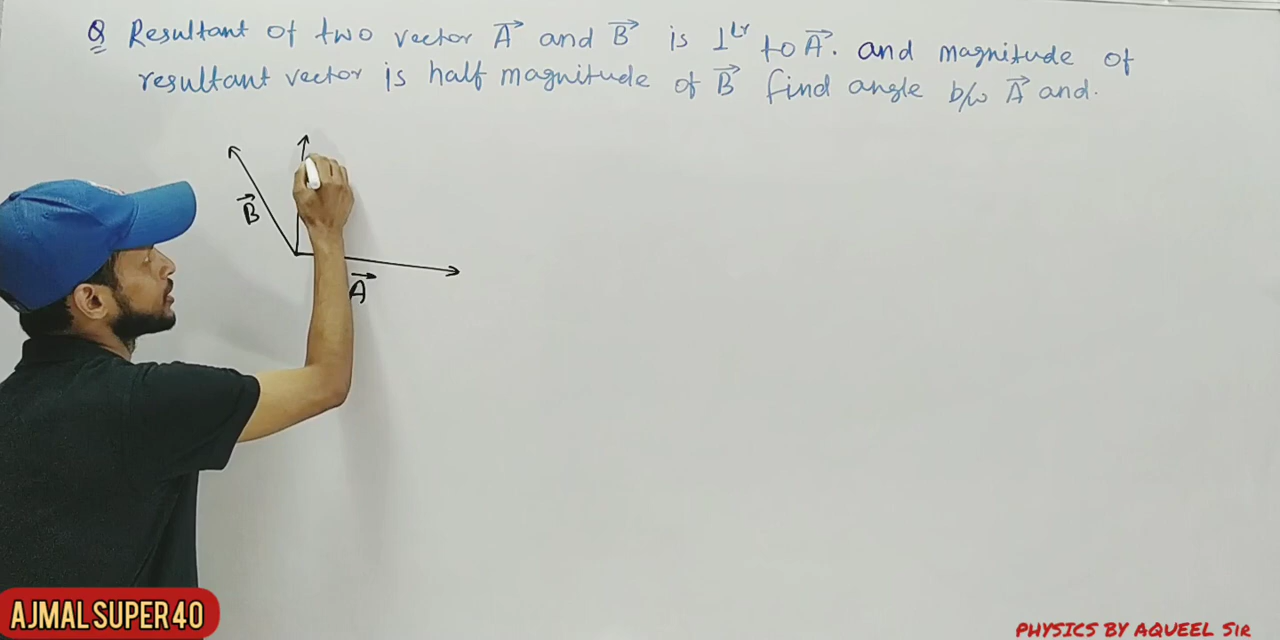 Q Resultant of two vector A⃗ and B⃗ is ⊥ˡʳ to A⃗. and magnitude of
resultant vector is half magnitude of B⃗ find angle b/w A⃗ and.
B⃗
A⃗
AJMAL SUPER 40
PHYSICS BY AQUEEL SIR